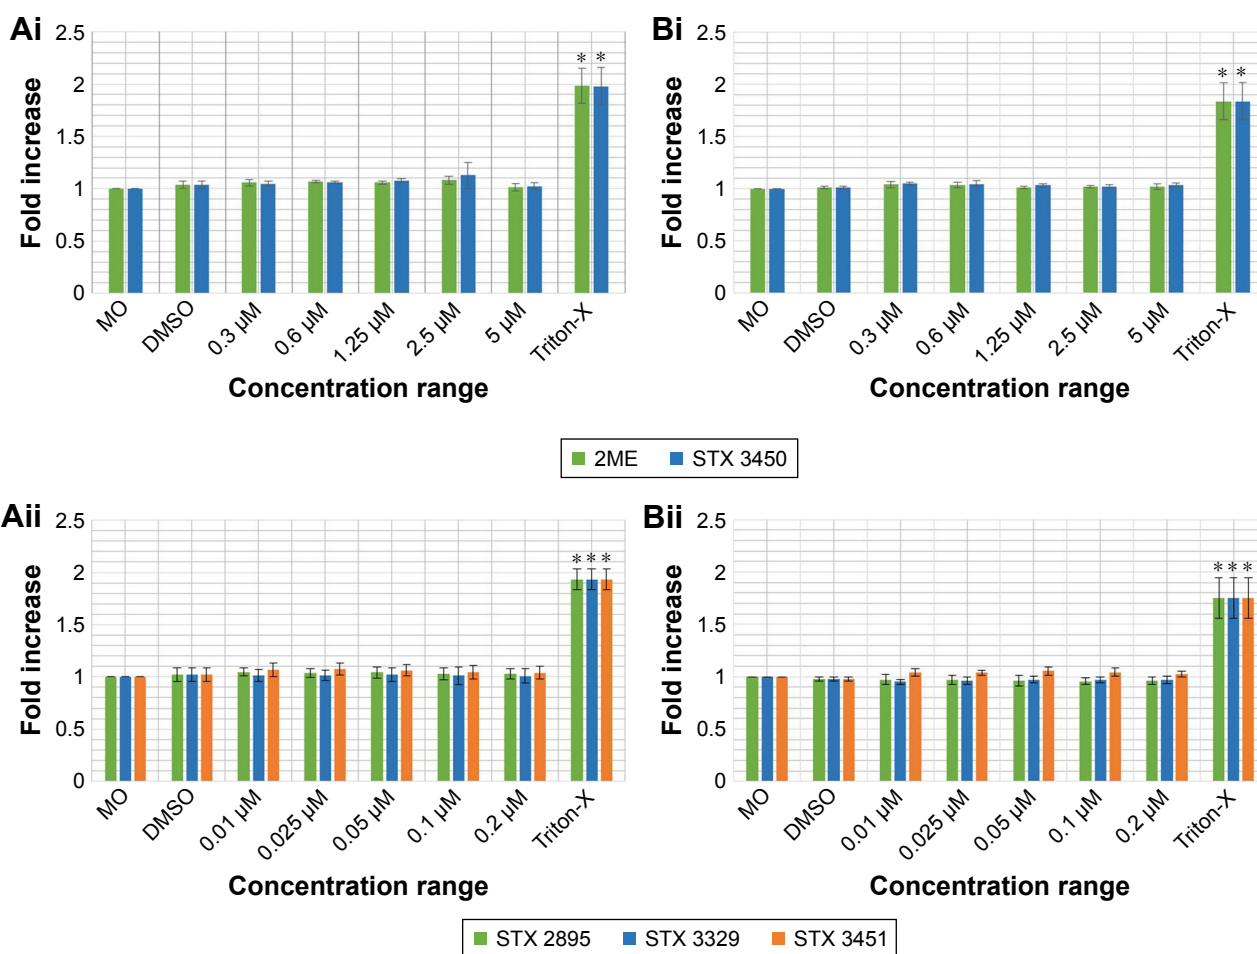 Ai
2.5
2
1.5
1
0.5
0
Fold increase
* *
MO
DMSO
0.3 µM
0.6 µM
1.25 µM
2.5 µM
5 µM
Triton-X
Concentration range
Bi
2.5
2
1.5
1
0.5
0
Fold increase
* *
MO
DMSO
0.3 µM
0.6 µM
1.25 µM
2.5 µM
5 µM
Triton-X
Concentration range
2ME STX 3450
Aii
2.5
2
1.5
1
0.5
0
Fold increase
* * *
MO
DMSO
0.01 µM
0.025 µM
0.05 µM
0.1 µM
0.2 µM
Triton-X
Concentration range
Bii
2.5
2
1.5
1
0.5
0
Fold increase
* * *
MO
DMSO
0.01 µM
0.025 µM
0.05 µM
0.1 µM
0.2 µM
Triton-X
Concentration range
STX 2895 STX 3329 STX 3451